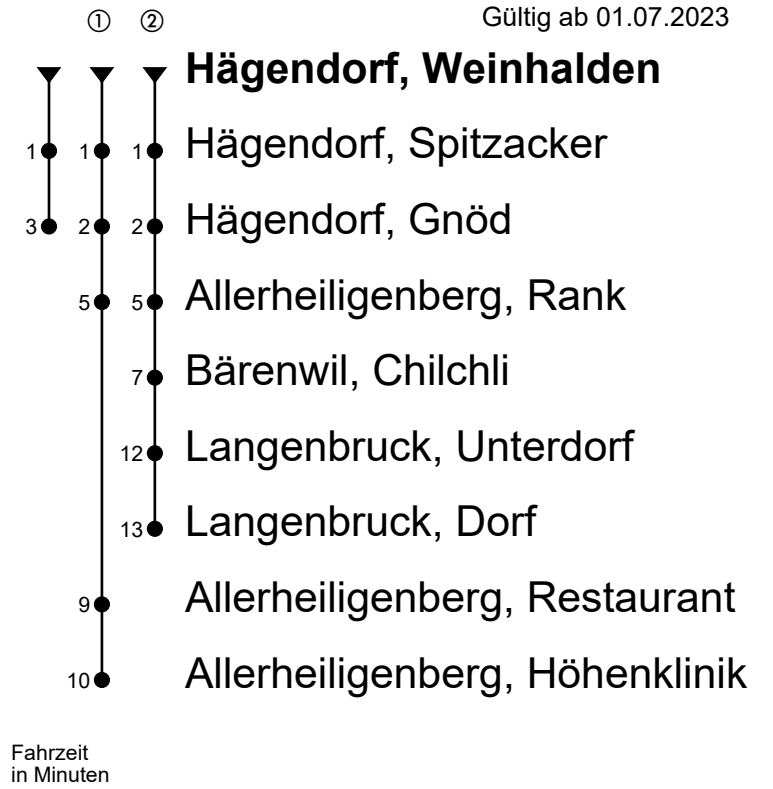 ① ② Gültig ab 01.07.2023
Hägendorf, Weinhalden
1 1 1 Hägendorf, Spitzacker
3 2 2 Hägendorf, Gnöd
5 5 Allerheiligenberg, Rank
7 Bärenwil, Chilchli
12 Langenbruck, Unterdorf
13 Langenbruck, Dorf
9 Allerheiligenberg, Restaurant
10 Allerheiligenberg, Höhenklinik
Fahrzeit
in Minuten